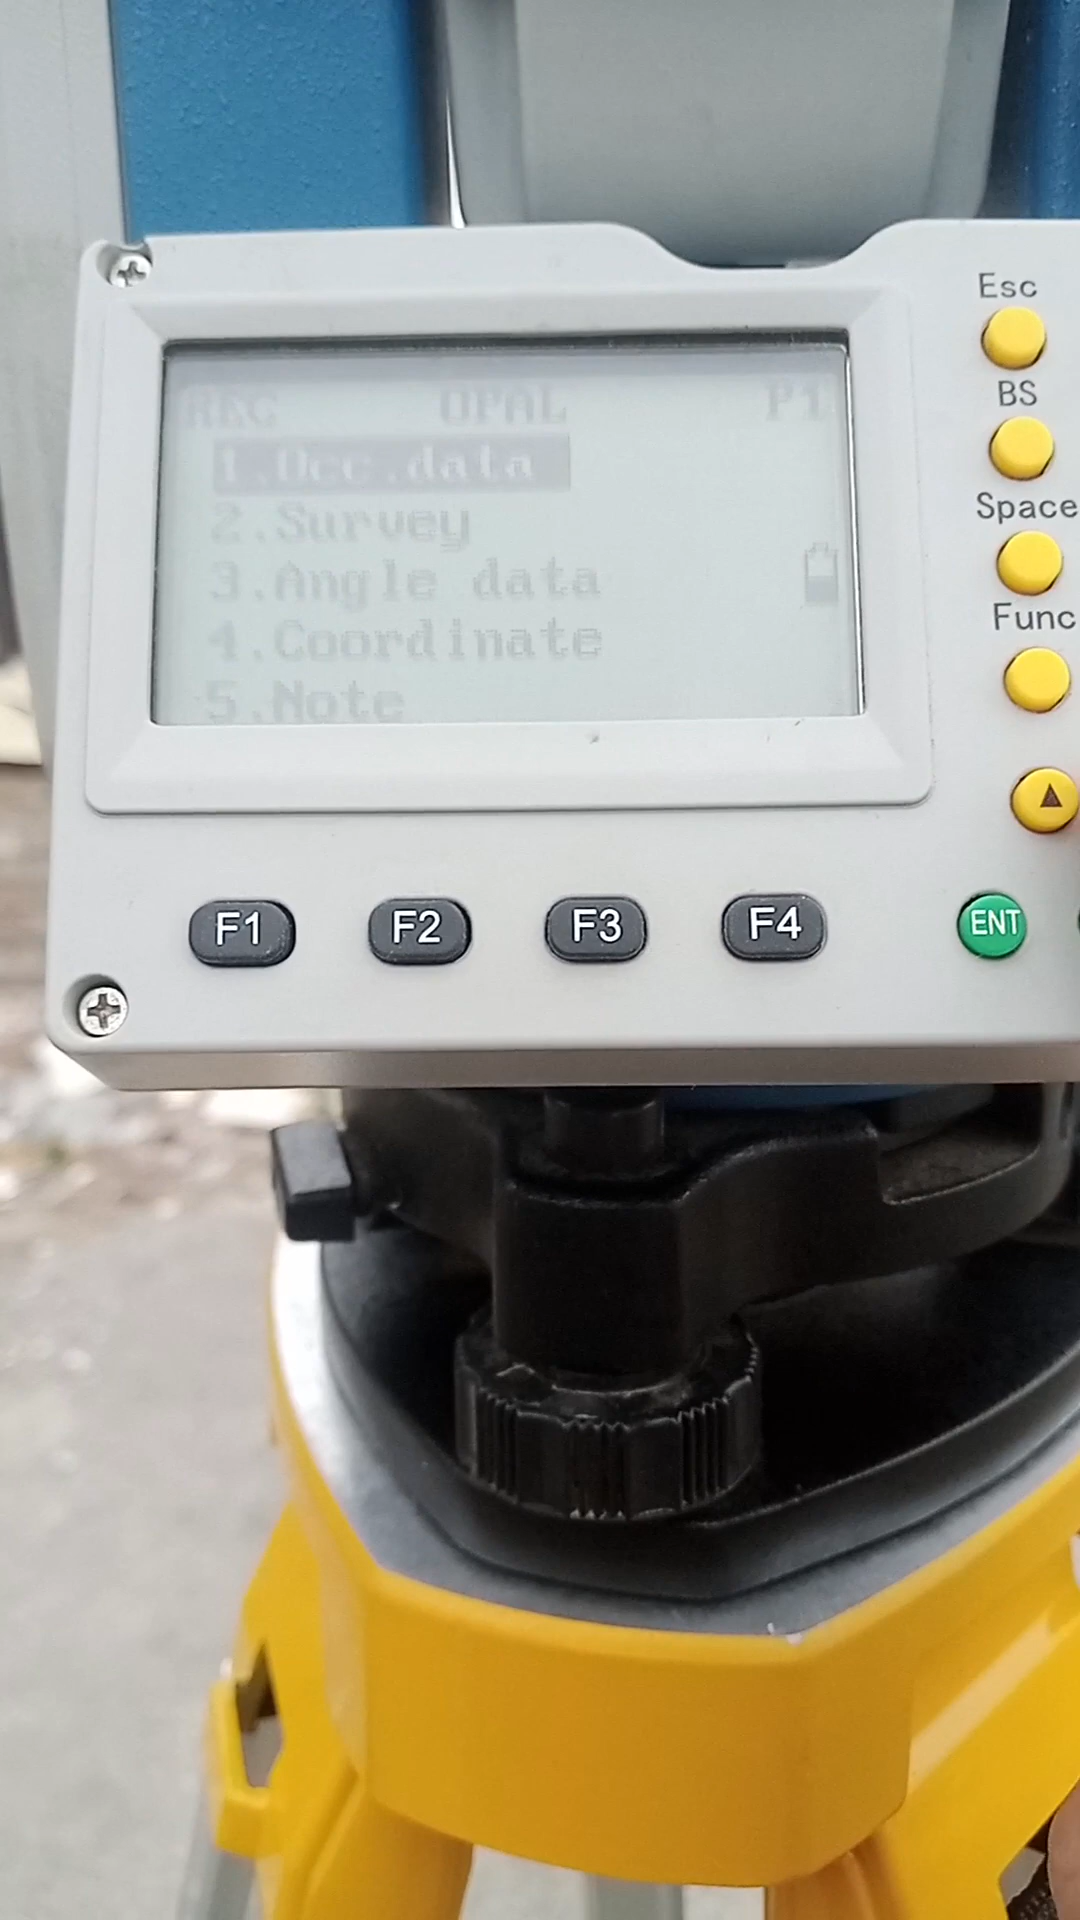 REC OPAL P1
1.Occ.data
2.Survey
3.Angle data
4.Coordinate
5.Note
Esc
BS
Space
Func
▲
F1 F2 F3 F4 ENT